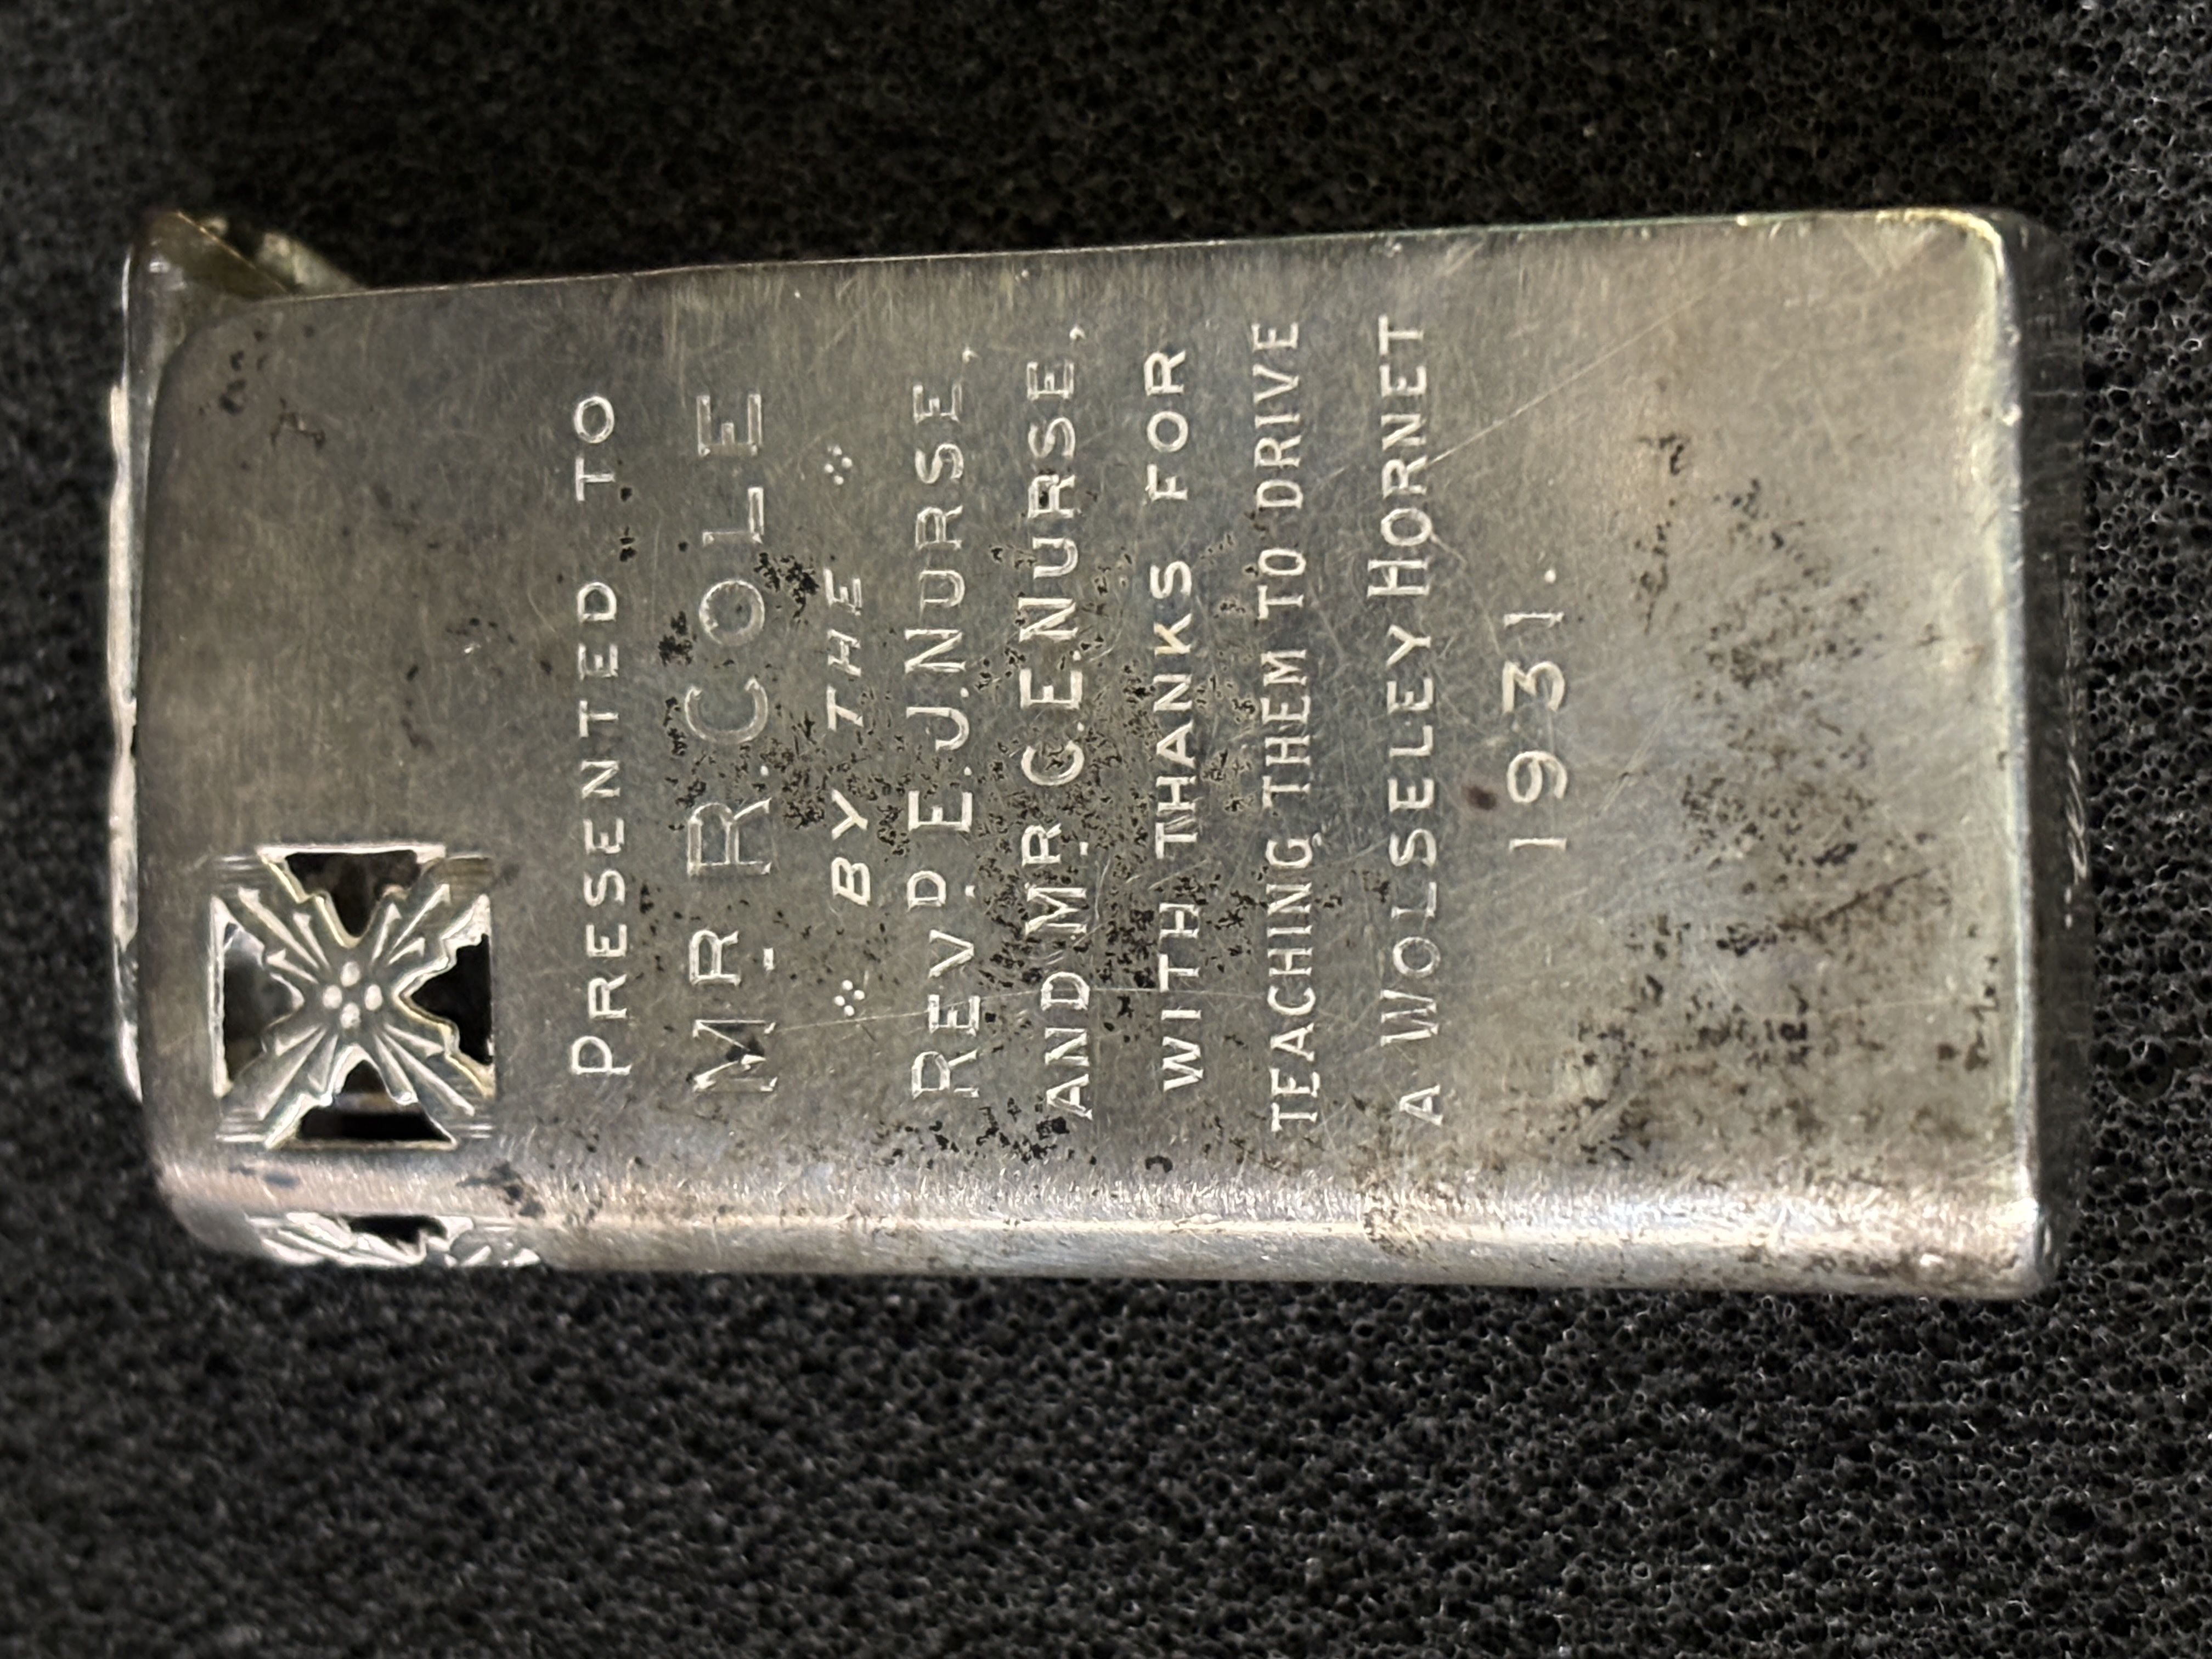 PRESENTED TO
MR R. COLE
BY THE
REVD E. J. NURSE,
AND MR G. E. NURSE,
WITH THANKS FOR
TEACHING THEM TO DRIVE
A WOLSELEY HORNET
1931.